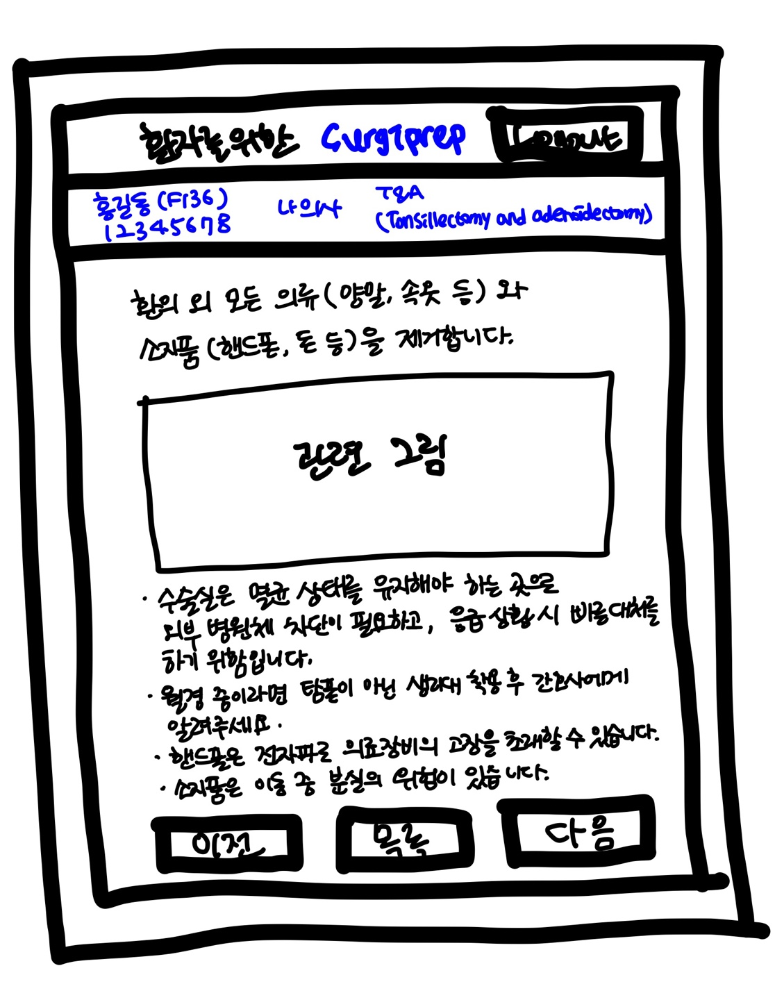 환자를위한 Surgiprep Logout
홍길동 (F/36) 나의사 T&A
12345678 (Tonsillectomy and adenoidectomy)
환의 외 모든 의류 (양말, 속옷 등) 와
소지품 (핸드폰, 돈 등)을 제거합니다.
관련 그림
· 수술실은 멸균 상태를 유지해야 하는 곳으로
외부 병원체 차단이 필요하고, 응급상황 시 빠른대처를
하기 위함입니다.
· 월경 중이라면 탐폰이 아닌 생리대 착용 후 간호사에게
알려주세요.
· 핸드폰은 전자파로 의료장비의 고장을 초래할 수 있습니다.
· 소지품은 이동 중 분실의 위험이 있습니다.
이전 목록 다음